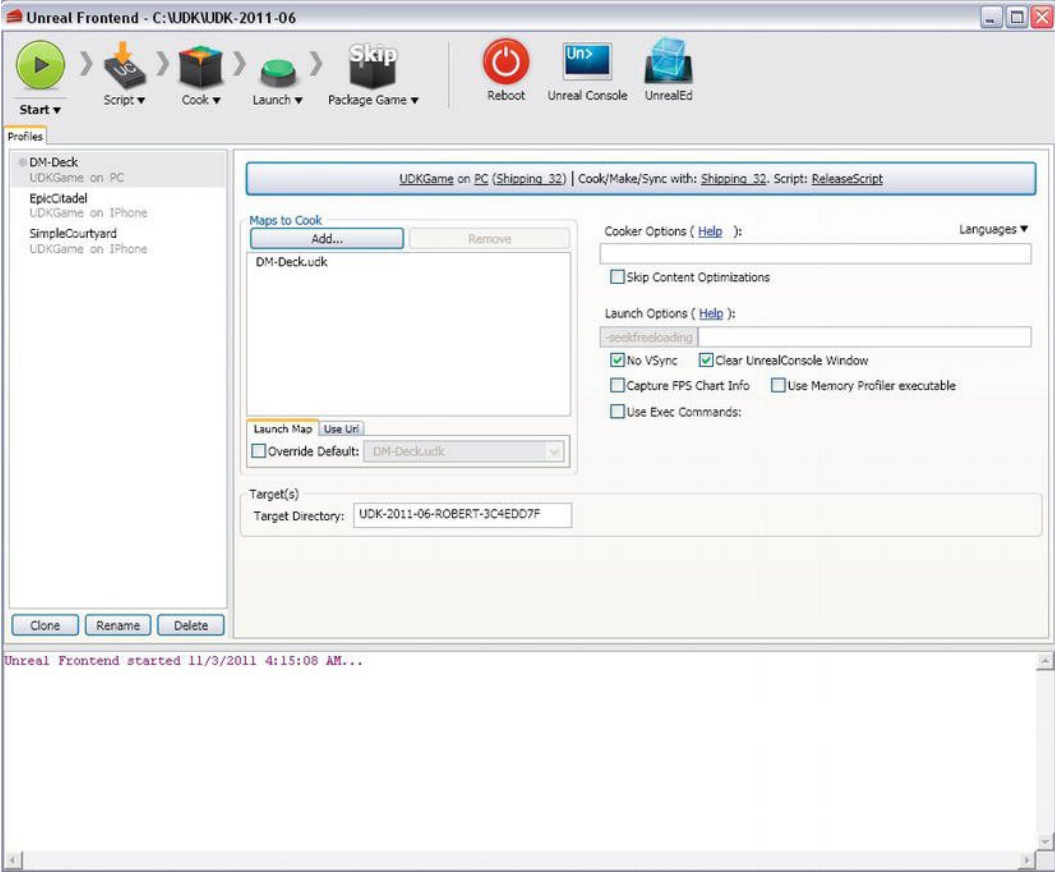 Unreal Frontend - C:\UDK\UDK-2011-06
Start ▾ Script ▾ Cook ▾ Launch ▾ Skip Package Game ▾ Reboot Un> Unreal Console UnrealEd
UC
Profiles
DM-Deck
UDKGame on PC
EpicCitadel
UDKGame on IPhone
SimpleCourtyard
UDKGame on IPhone
Clone Rename Delete
UDKGame on PC (Shipping_32) | Cook/Make/Sync with: Shipping_32. Script: ReleaseScript
Maps to Cook
Add... Remove
DM-Deck.udk
Launch Map Use Url
Override Default: DM-Deck.udk
Cooker Options ( Help ): Languages ▾
Skip Content Optimizations
Launch Options ( Help ):
-seekfreeloading
No VSync Clear UnrealConsole Window
Capture FPS Chart Info Use Memory Profiler executable
Use Exec Commands:
Target(s)
Target Directory: UDK-2011-06-ROBERT-3C4EDD7F
Unreal Frontend started 11/3/2011 4:15:08 AM...